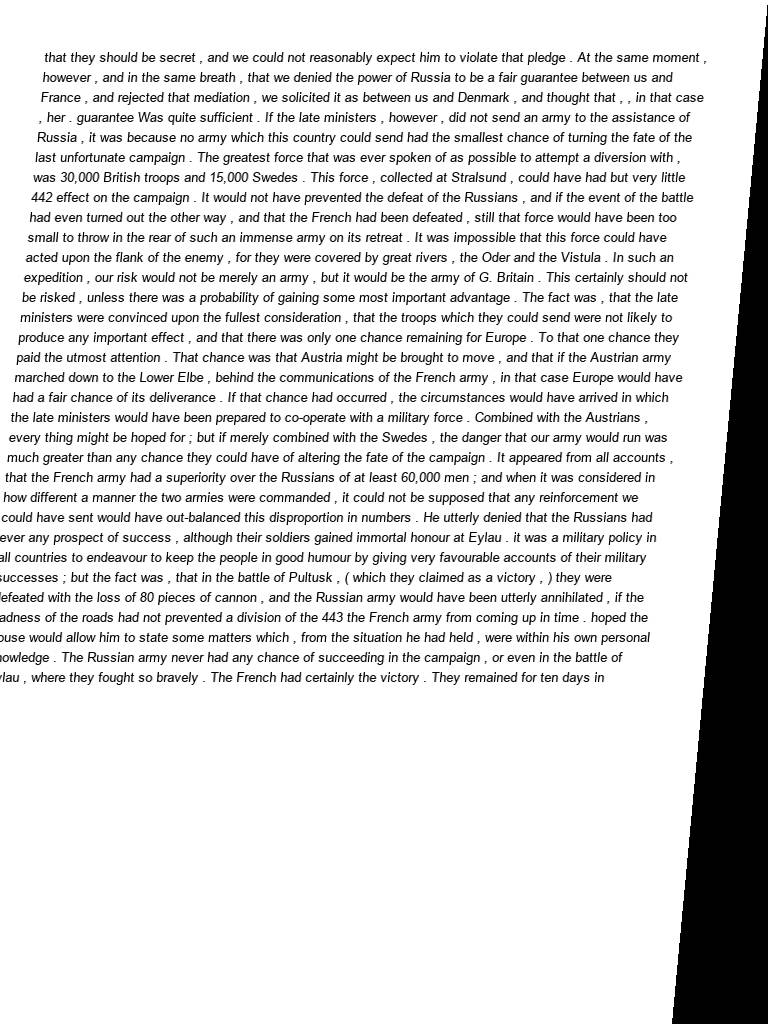 that they should be secret , and we could not reasonably expect him to violate that pledge . At the same moment ,
however , and in the same breath , that we denied the power of Russia to be a fair guarantee between us and
France , and rejected that mediation , we solicited it as between us and Denmark , and thought that , , in that case
, her . guarantee Was quite sufficient . If the late ministers , however , did not send an army to the assistance of
Russia , it was because no army which this country could send had the smallest chance of turning the fate of the
last unfortunate campaign . The greatest force that was ever spoken of as possible to attempt a diversion with ,
was 30,000 British troops and 15,000 Swedes . This force , collected at Stralsund , could have had but very little
442 effect on the campaign . It would not have prevented the defeat of the Russians , and if the event of the battle
had even turned out the other way , and that the French had been defeated , still that force would have been too
small to throw in the rear of such an immense army on its retreat . It was impossible that this force could have
acted upon the flank of the enemy , for they were covered by great rivers , the Oder and the Vistula . In such an
expedition , our risk would not be merely an army , but it would be the army of G. Britain . This certainly should not
be risked , unless there was a probability of gaining some most important advantage . The fact was , that the late
ministers were convinced upon the fullest consideration , that the troops which they could send were not likely to
produce any important effect , and that there was only one chance remaining for Europe . To that one chance they
paid the utmost attention . That chance was that Austria might be brought to move , and that if the Austrian army
marched down to the Lower Elbe , behind the communications of the French army , in that case Europe would have
had a fair chance of its deliverance . If that chance had occurred , the circumstances would have arrived in which
the late ministers would have been prepared to co-operate with a military force . Combined with the Austrians ,
every thing might be hoped for ; but if merely combined with the Swedes , the danger that our army would run was
much greater than any chance they could have of altering the fate of the campaign . It appeared from all accounts ,
that the French army had a superiority over the Russians of at least 60,000 men ; and when it was considered in
how different a manner the two armies were commanded , it could not be supposed that any reinforcement we
could have sent would have out-balanced this disproportion in numbers . He utterly denied that the Russians had
ever any prospect of success , although their soldiers gained immortal honour at Eylau . it was a military policy in
all countries to endeavour to keep the people in good humour by giving very favourable accounts of their military
successes ; but the fact was , that in the battle of Pultusk , ( which they claimed as a victory , ) they were
defeated with the loss of 80 pieces of cannon , and the Russian army would have been utterly annihilated , if the
adness of the roads had not prevented a division of the 443 the French army from coming up in time . hoped the
ouse would allow him to state some matters which , from the situation he had held , were within his own personal
nowledge . The Russian army never had any chance of succeeding in the campaign , or even in the battle of
ylau , where they fought so bravely . The French had certainly the victory . They remained for ten days in